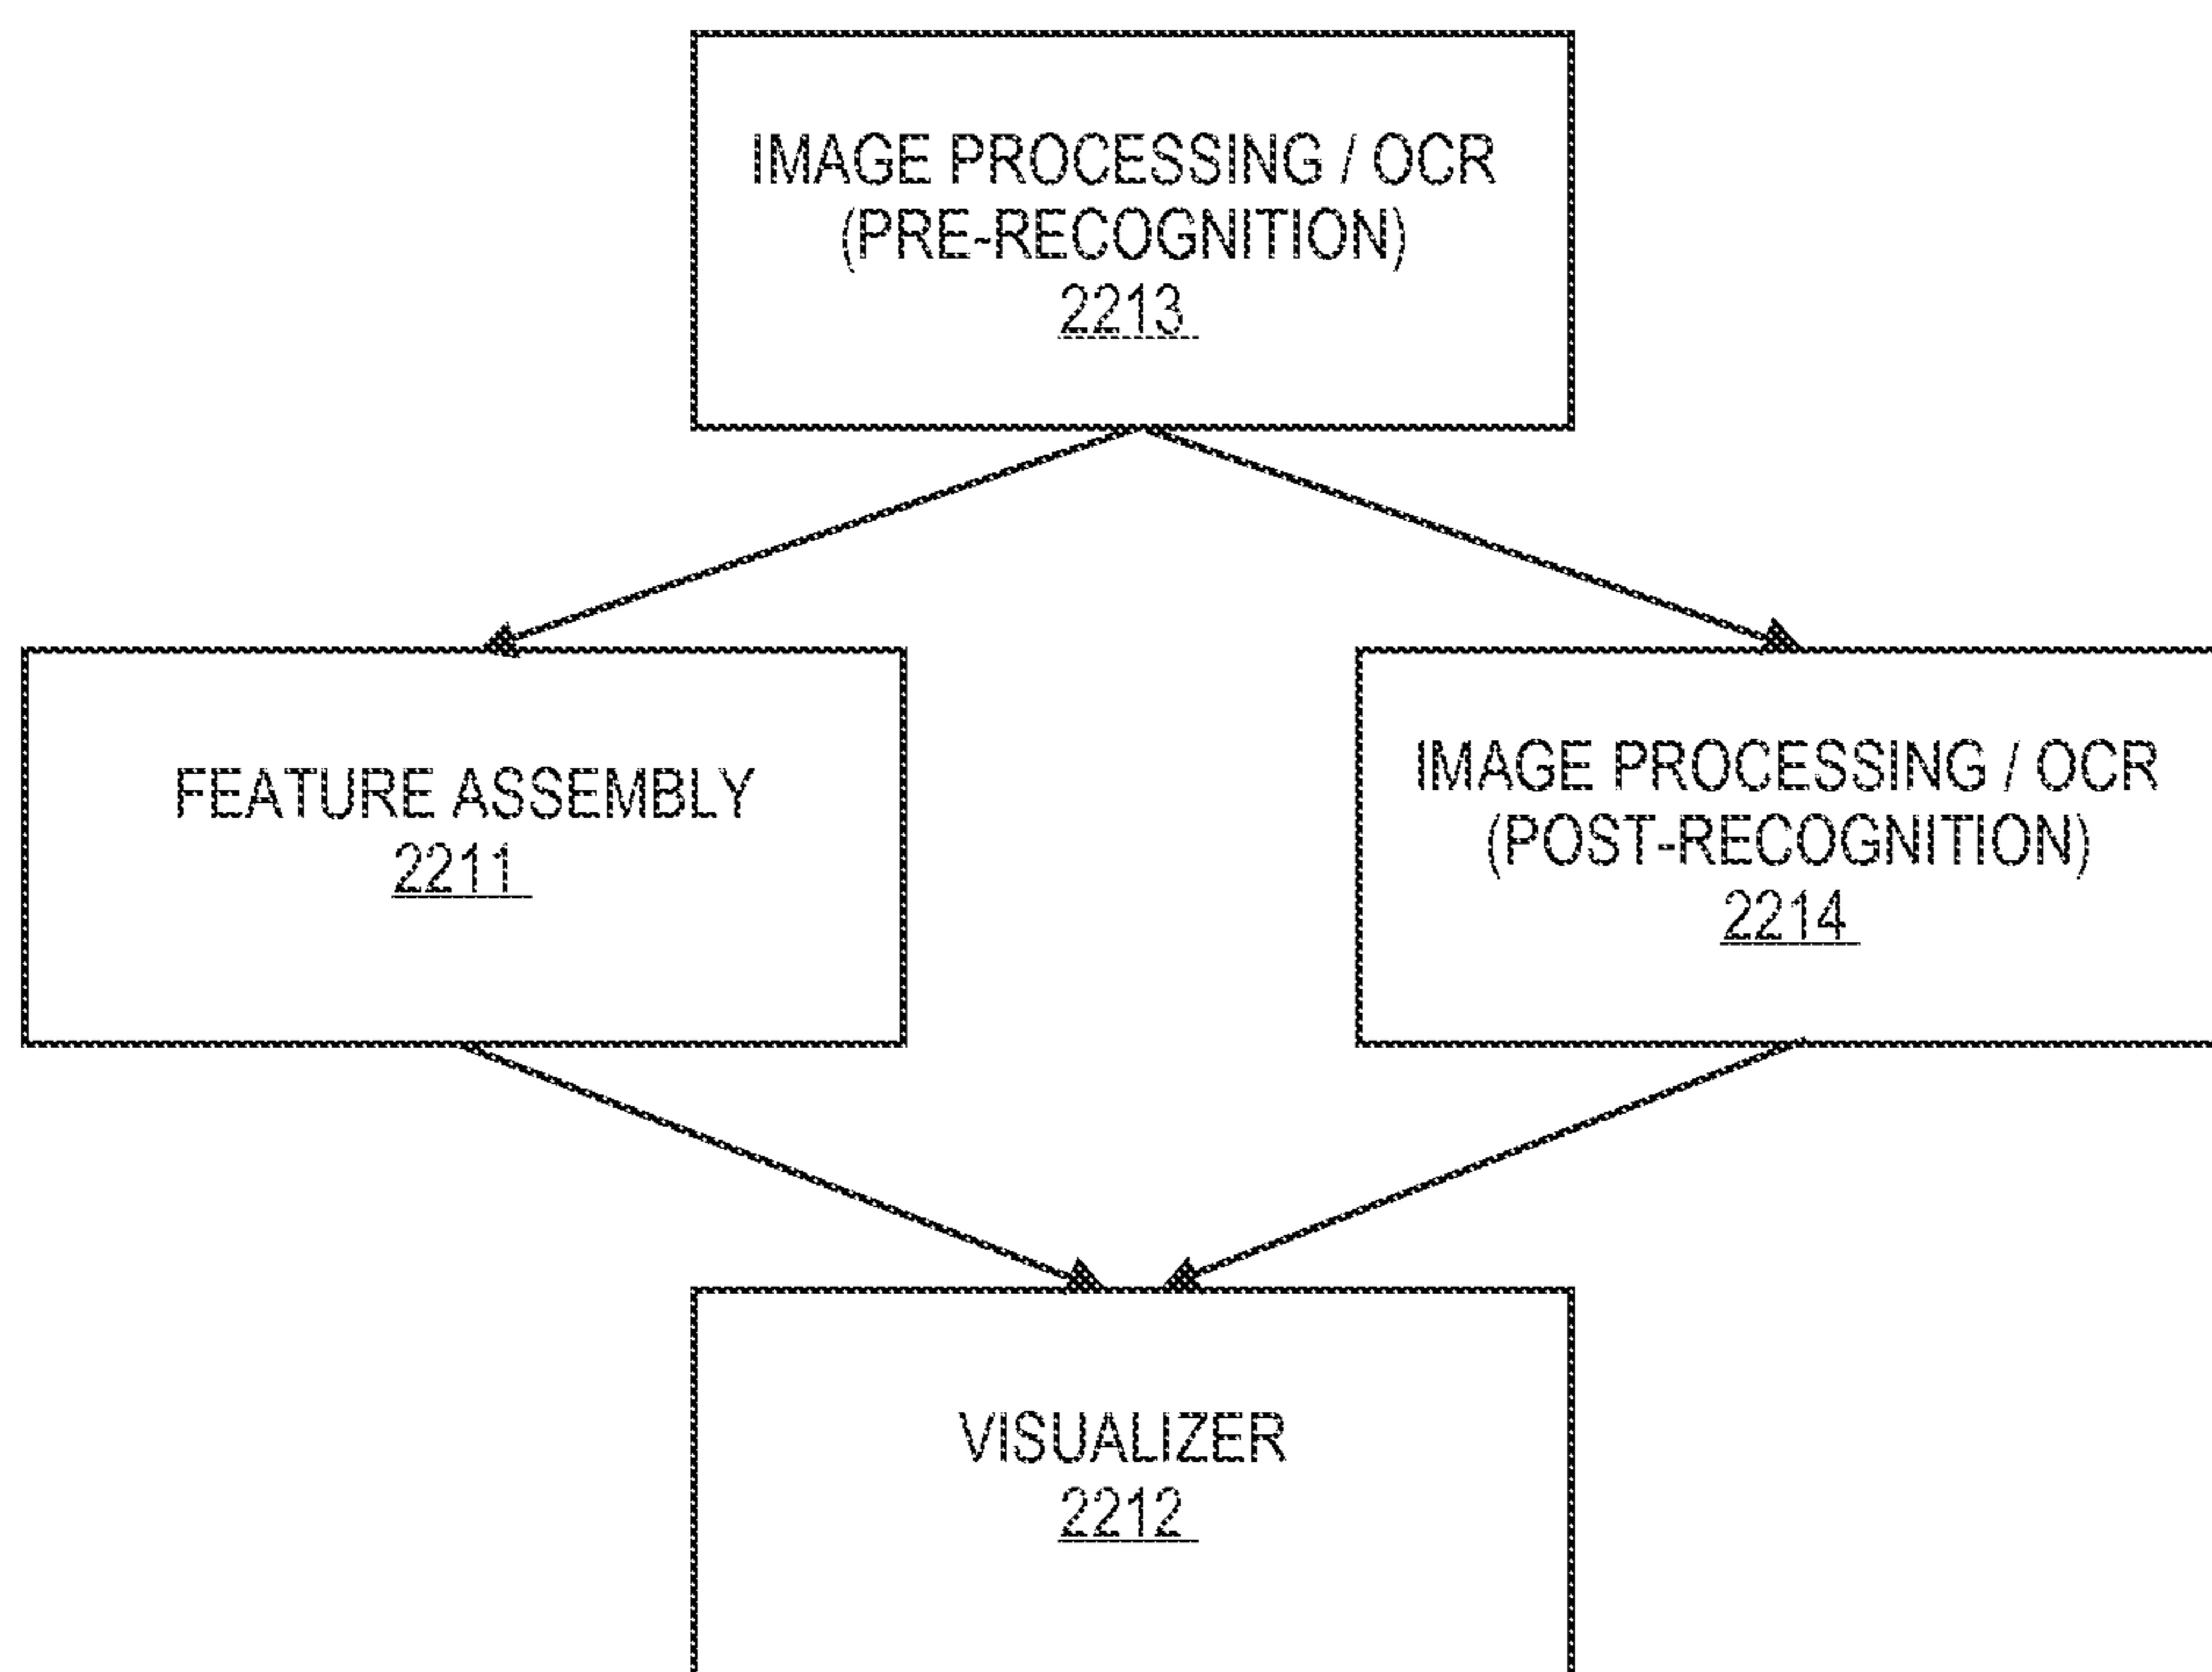 IMAGE PROCESSING / OCR
(PRE-RECOGNITION)
2213
FEATURE ASSEMBLY
2211
IMAGE PROCESSING / OCR
(POST-RECOGNITION)
2214
VISUALIZER
2212